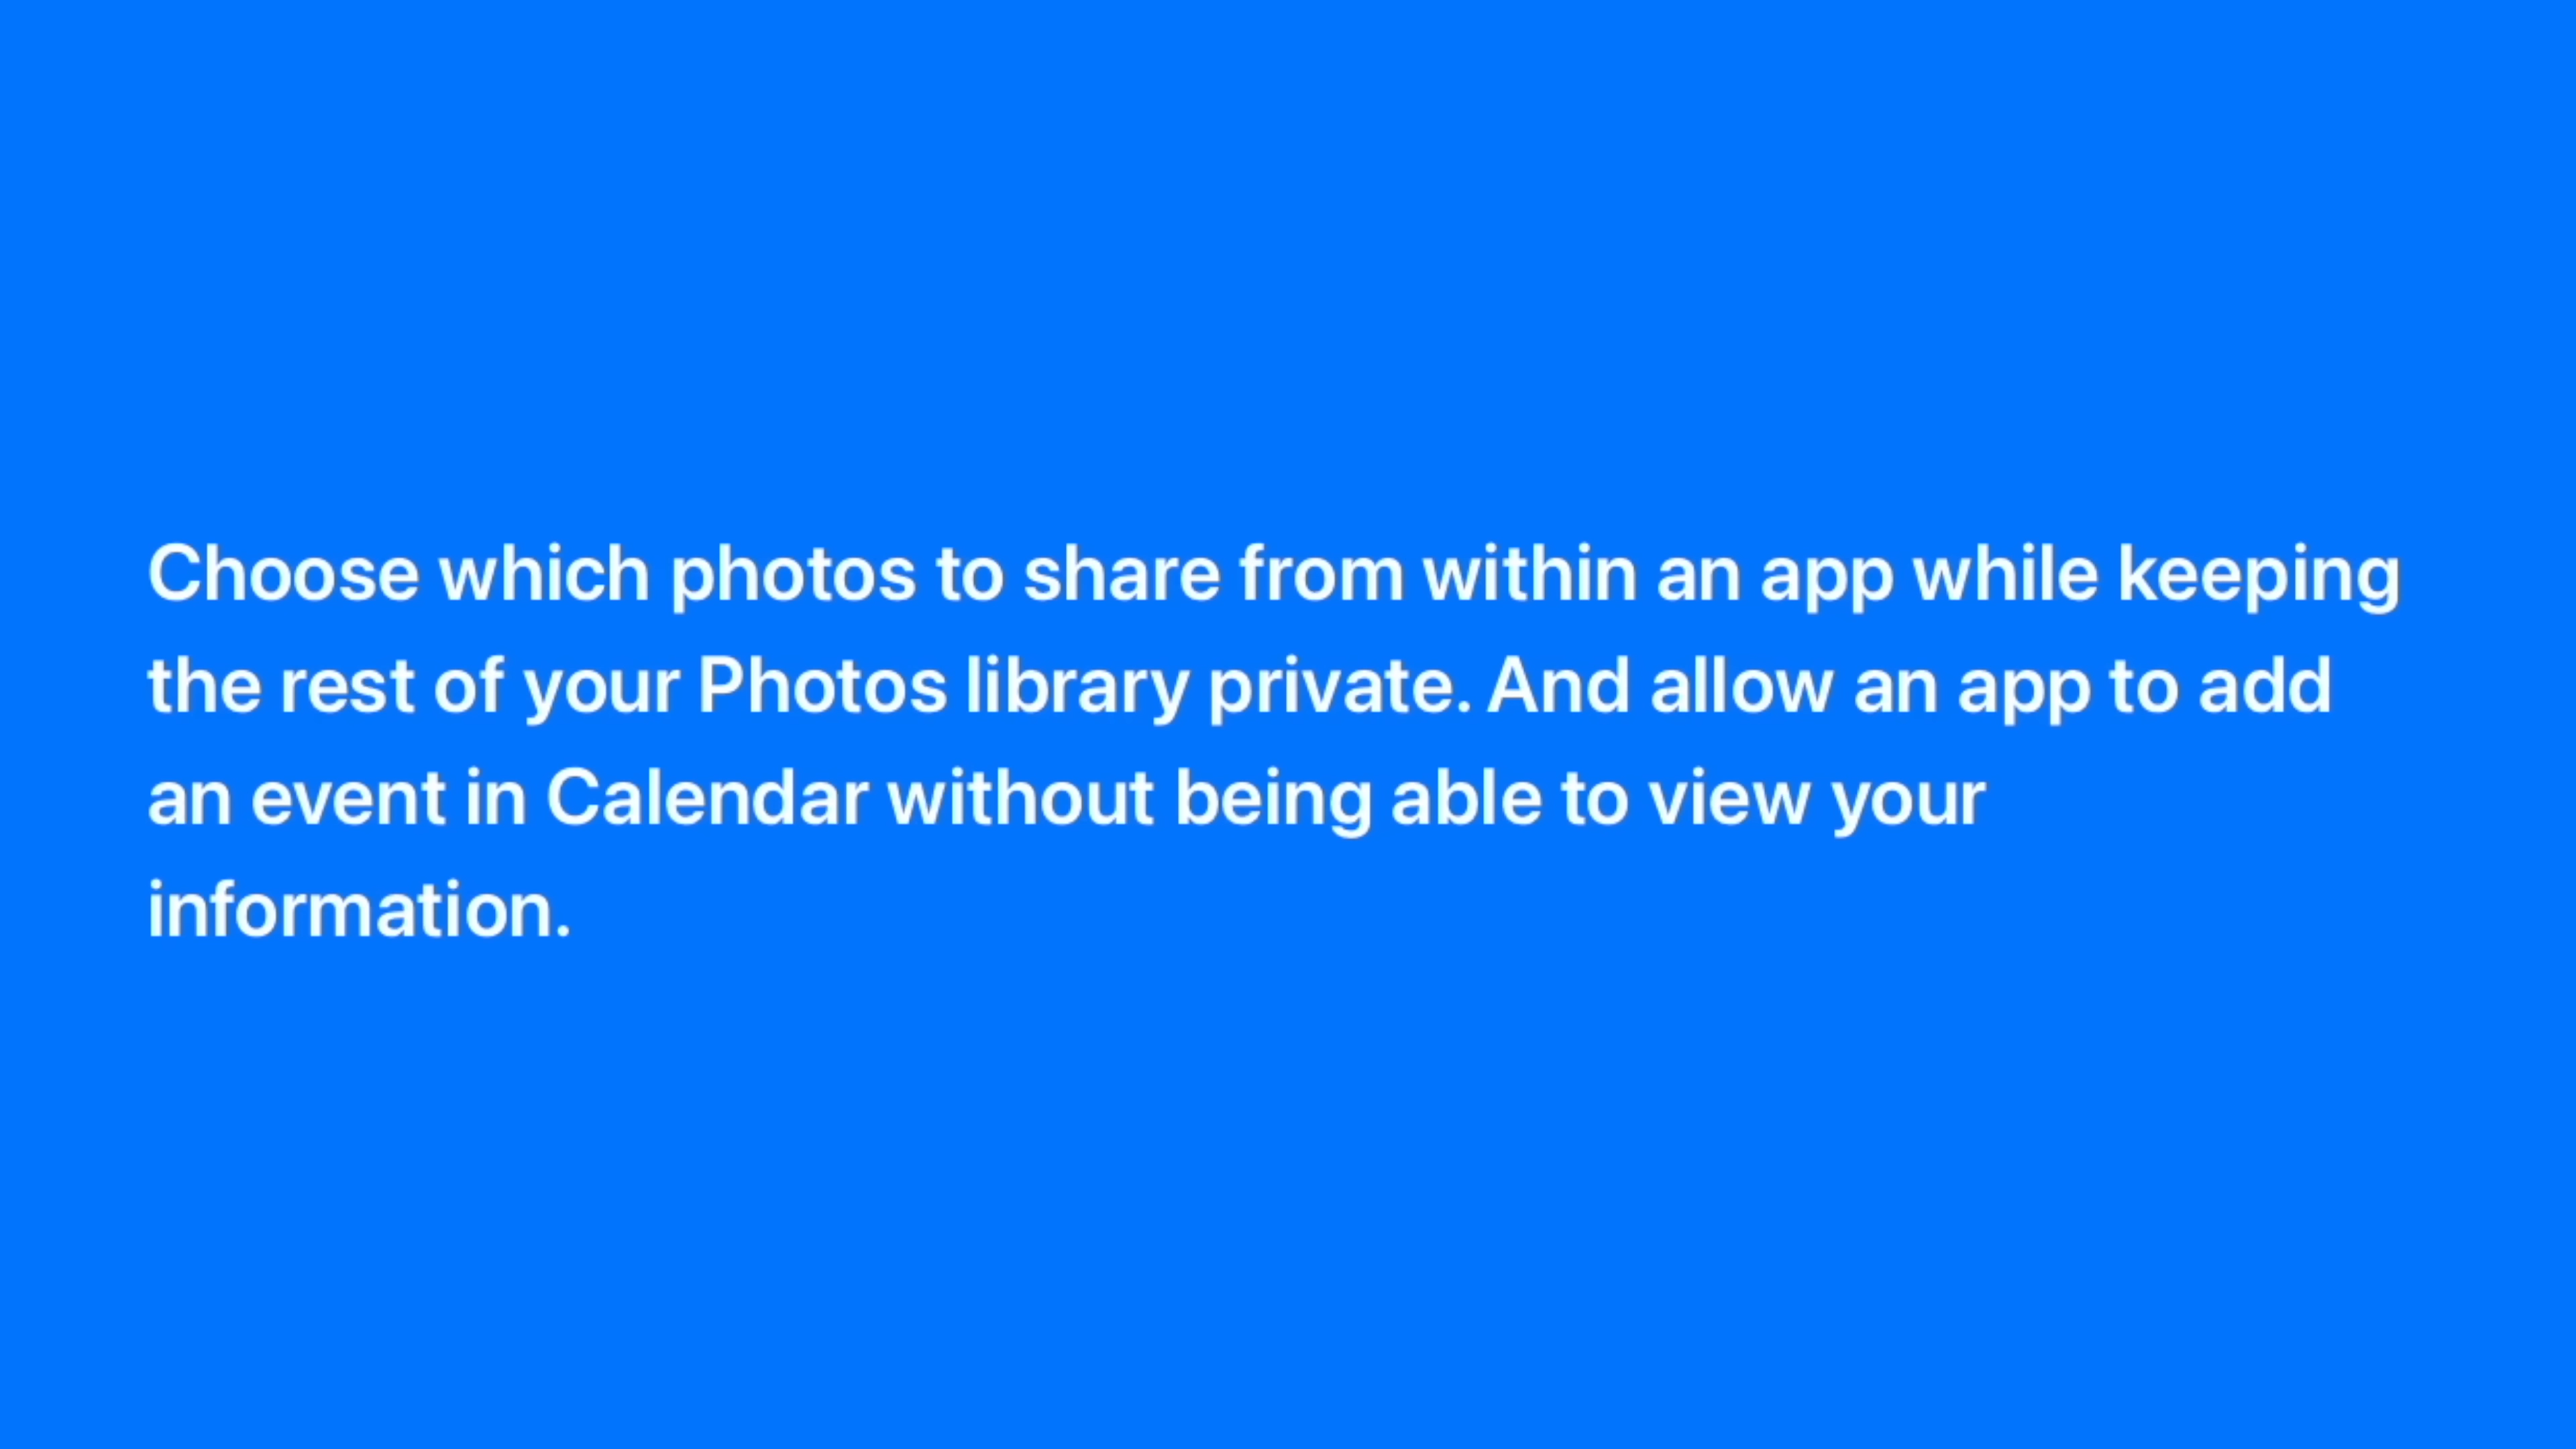 Choose which photos to share from within an app while keeping
the rest of your Photos library private. And allow an app to add
an event in Calendar without being able to view your
information.